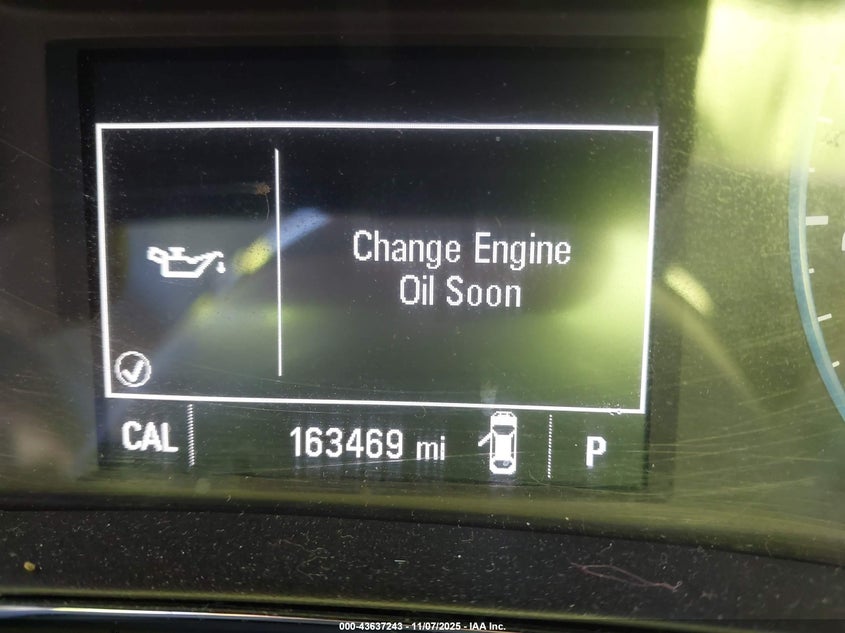 Change Engine
Oil Soon
CAL
163469 mi
P
000-43637243 - 11/07/2025 - IAA Inc.